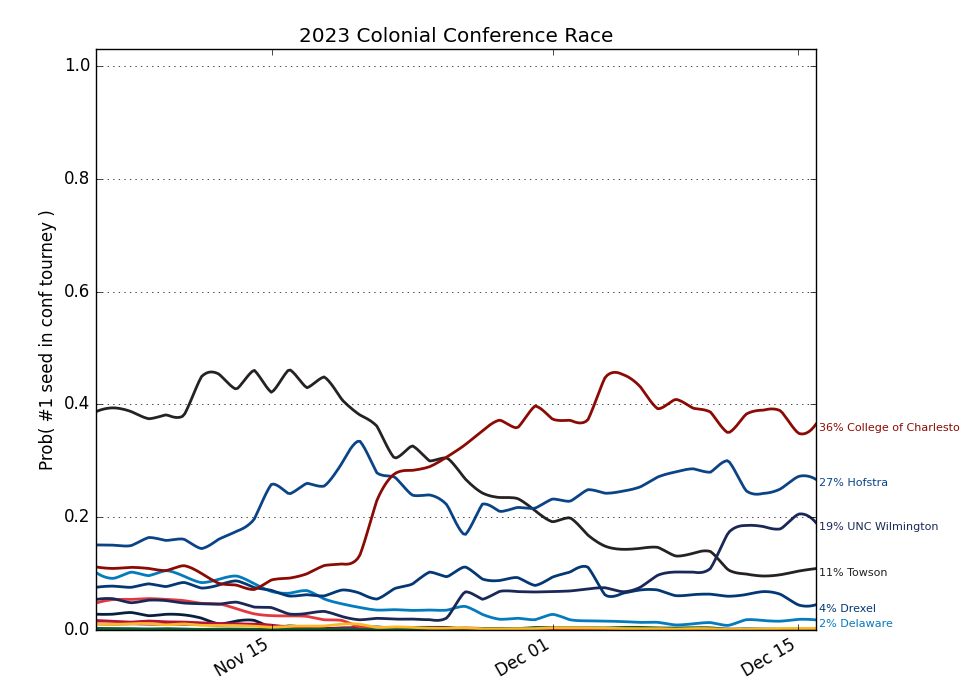 2023 Colonial Conference Race
Prob( #1 seed in conf tourney )
1.0
0.8
0.6
0.4
0.2
0.0
Nov 15
Dec 01
Dec 15
36% College of Charlesto
27% Hofstra
19% UNC Wilmington
11% Towson
4% Drexel
2% Delaware